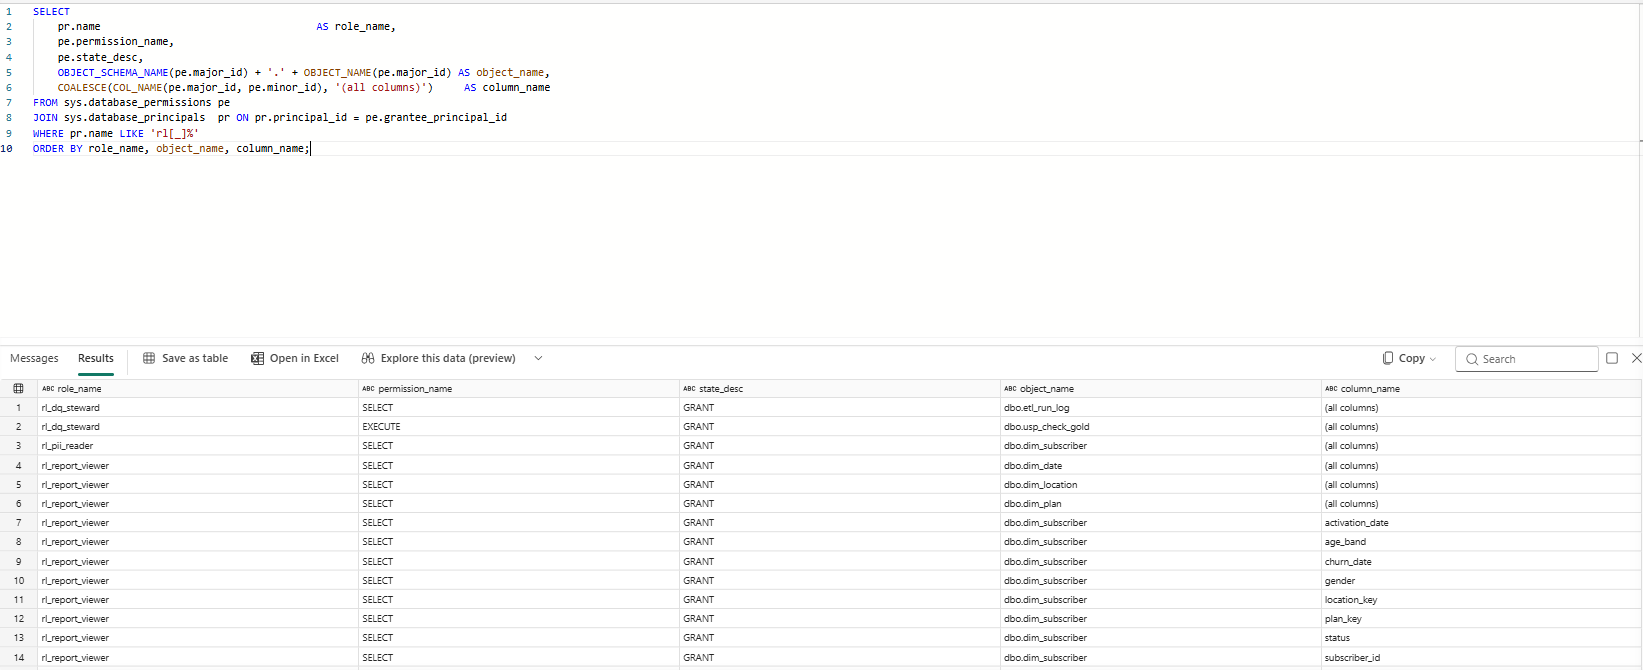 1 SELECT
2 pr.name AS role_name,
3 pe.permission_name,
4 pe.state_desc,
5 OBJECT_SCHEMA_NAME(pe.major_id) + '.' + OBJECT_NAME(pe.major_id) AS object_name,
6 COALESCE(COL_NAME(pe.major_id, pe.minor_id), '(all columns)') AS column_name
7 FROM sys.database_permissions pe
8 JOIN sys.database_principals pr ON pr.principal_id = pe.grantee_principal_id
9 WHERE pr.name LIKE 'rl[_]%'
10 ORDER BY role_name, object_name, column_name;
Messages Results Save as table Open in Excel Explore this data (preview) Copy Search
ABC role_name ABC permission_name ABC state_desc ABC object_name ABC column_name
1 rl_dq_steward SELECT GRANT dbo.etl_run_log (all columns)
2 rl_dq_steward EXECUTE GRANT dbo.usp_check_gold (all columns)
3 rl_pii_reader SELECT GRANT dbo.dim_subscriber (all columns)
4 rl_report_viewer SELECT GRANT dbo.dim_date (all columns)
5 rl_report_viewer SELECT GRANT dbo.dim_location (all columns)
6 rl_report_viewer SELECT GRANT dbo.dim_plan (all columns)
7 rl_report_viewer SELECT GRANT dbo.dim_subscriber activation_date
8 rl_report_viewer SELECT GRANT dbo.dim_subscriber age_band
9 rl_report_viewer SELECT GRANT dbo.dim_subscriber churn_date
10 rl_report_viewer SELECT GRANT dbo.dim_subscriber gender
11 rl_report_viewer SELECT GRANT dbo.dim_subscriber location_key
12 rl_report_viewer SELECT GRANT dbo.dim_subscriber plan_key
13 rl_report_viewer SELECT GRANT dbo.dim_subscriber status
14 rl_report_viewer SELECT GRANT dbo.dim_subscriber subscriber_id